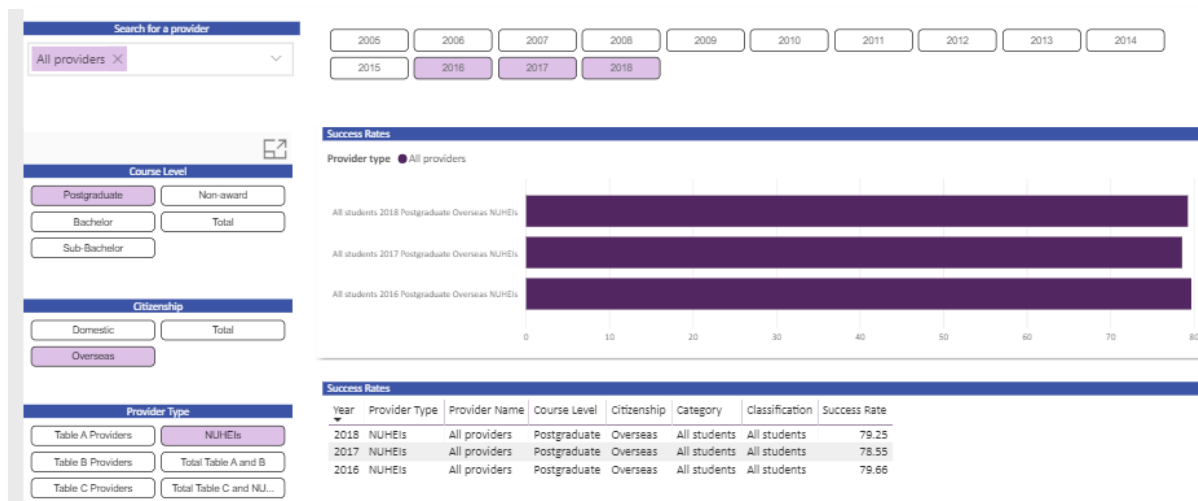 Search for a provider
All providers ×
2005 2006 2007 2008 2009 2010 2011 2012 2013 2014
2015 2016 2017 2018
Course Level
Postgraduate Non-award
Bachelor Total
Sub-Bachelor
Citizenship
Domestic Total
Overseas
Provider Type
Table A Providers NUHEIs
Table B Providers Total Table A and B
Table C Providers Total Table C and NU...
Success Rates
Provider type All providers
All students 2018 Postgraduate Overseas NUHEIs
All students 2017 Postgraduate Overseas NUHEIs
All students 2016 Postgraduate Overseas NUHEIs
0 10 20 30 40 50 60 70 80
Success Rates
Year Provider Type Provider Name Course Level Citizenship Category Classification Success Rate
2018 NUHEIs All providers Postgraduate Overseas All students All students 79.25
2017 NUHEIs All providers Postgraduate Overseas All students All students 78.55
2016 NUHEIs All providers Postgraduate Overseas All students All students 79.66